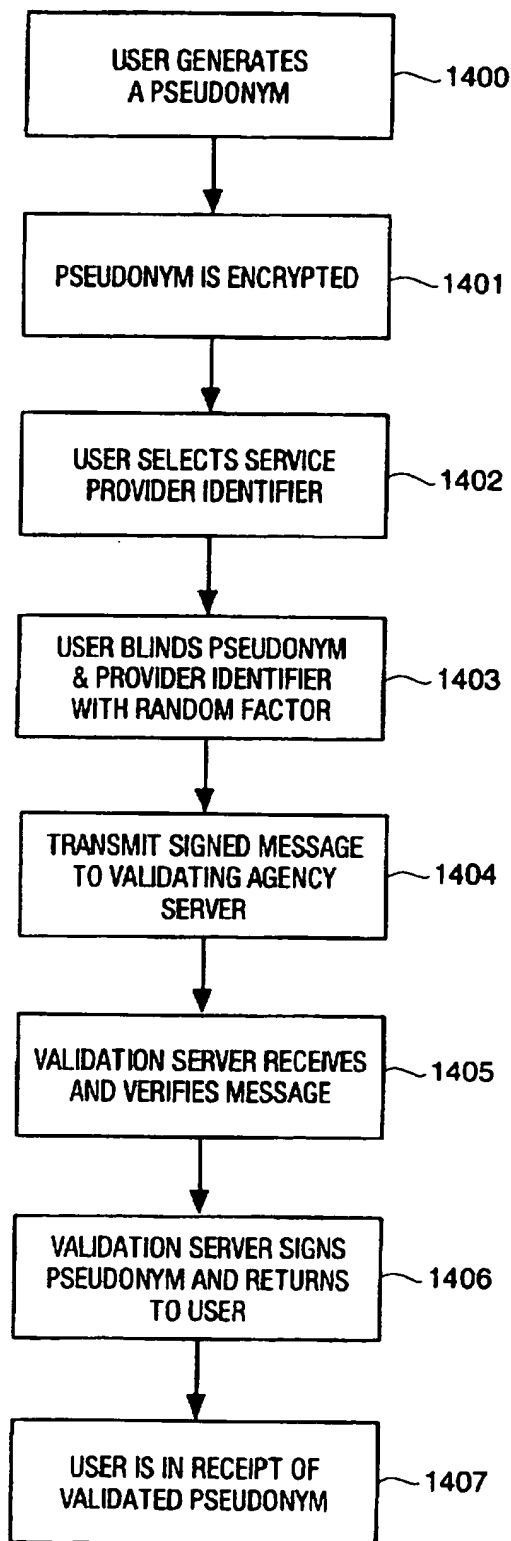 USER GENERATES
A PSEUDONYM
1400
PSEUDONYM IS ENCRYPTED
1401
USER SELECTS SERVICE
PROVIDER IDENTIFIER
1402
USER BLINDS PSEUDONYM
& PROVIDER IDENTIFIER
WITH RANDOM FACTOR
1403
TRANSMIT SIGNED MESSAGE
TO VALIDATING AGENCY
SERVER
1404
VALIDATION SERVER RECEIVES
AND VERIFIES MESSAGE
1405
VALIDATION SERVER SIGNS
PSEUDONYM AND RETURNS
TO USER
1406
USER IS IN RECEIPT OF
VALIDATED PSEUDONYM
1407